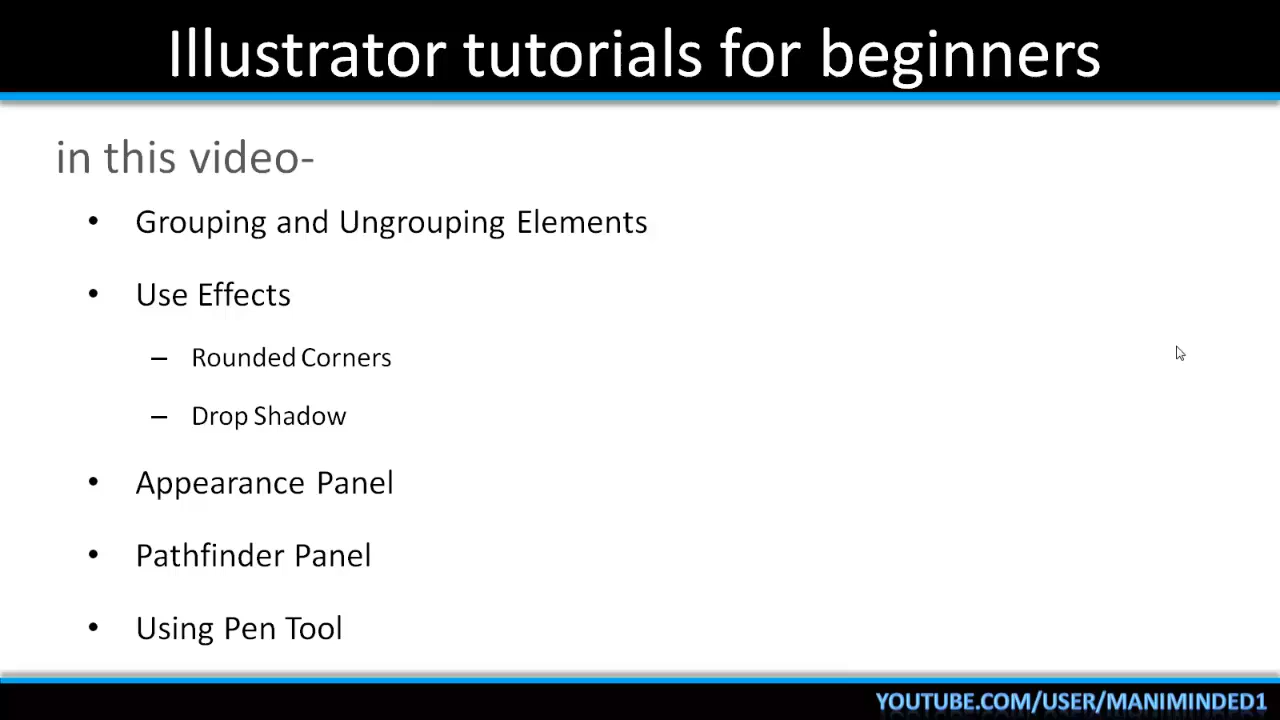 Illustrator tutorials for beginners
in this video-
• Grouping and Ungrouping Elements
• Use Effects
– Rounded Corners
– Drop Shadow
• Appearance Panel
• Pathfinder Panel
• Using Pen Tool
YOUTUBE.COM/USER/MANIMINDED1